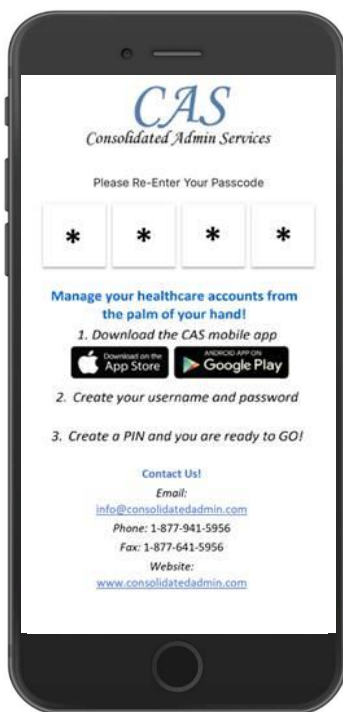 CAS
Consolidated Admin Services
Please Re-Enter Your Passcode
* * * *
Manage your healthcare accounts from
the palm of your hand!
1. Download the CAS mobile app
Download on the
App Store
ANDROID APP ON
Google Play
2. Create your username and password
3. Create a PIN and you are ready to GO!
Contact Us!
Email:
info@consolidatedadmin.com
Phone: 1-877-941-5956
Fax: 1-877-641-5956
Website:
www.consolidatedadmin.com